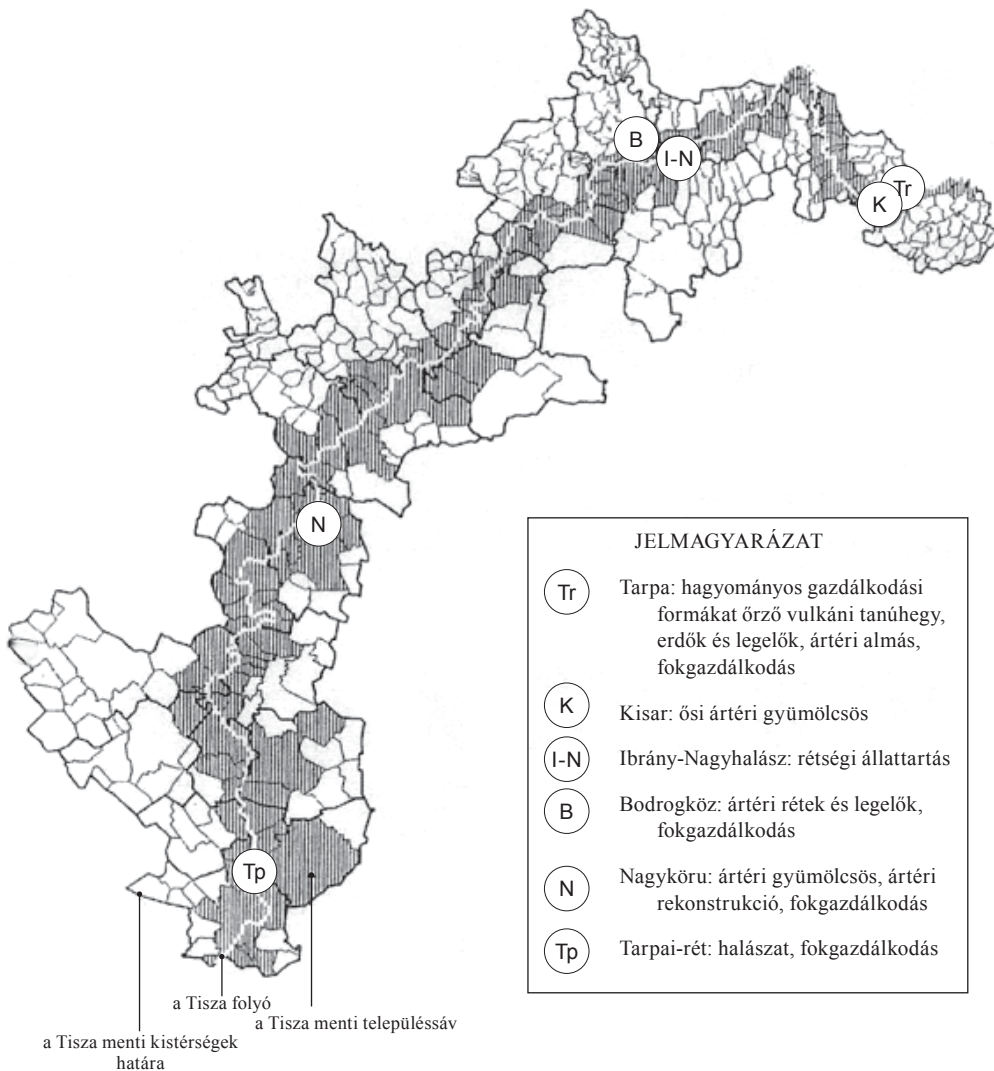 B
I-N
Tr
K
N
Tp
JELMAGYARÁZAT
Tr
Tarpa: hagyományos gazdálkodási
formákat őrző vulkáni tanúhegy,
erdők és legelők, ártéri almás,
fokgazdálkodás
K
Kisar: ősi ártéri gyümölcsös
I-N
Ibrány-Nagyhalász: rétségi állattartás
B
Bodrogköz: ártéri rétek és legelők,
fokgazdálkodás
N
Nagyköru: ártéri gyümölcsös, ártéri
rekonstrukció, fokgazdálkodás
Tp
Tarpai-rét: halászat, fokgazdálkodás
a Tisza folyó
a Tisza menti településsáv
a Tisza menti kistérségek
határa